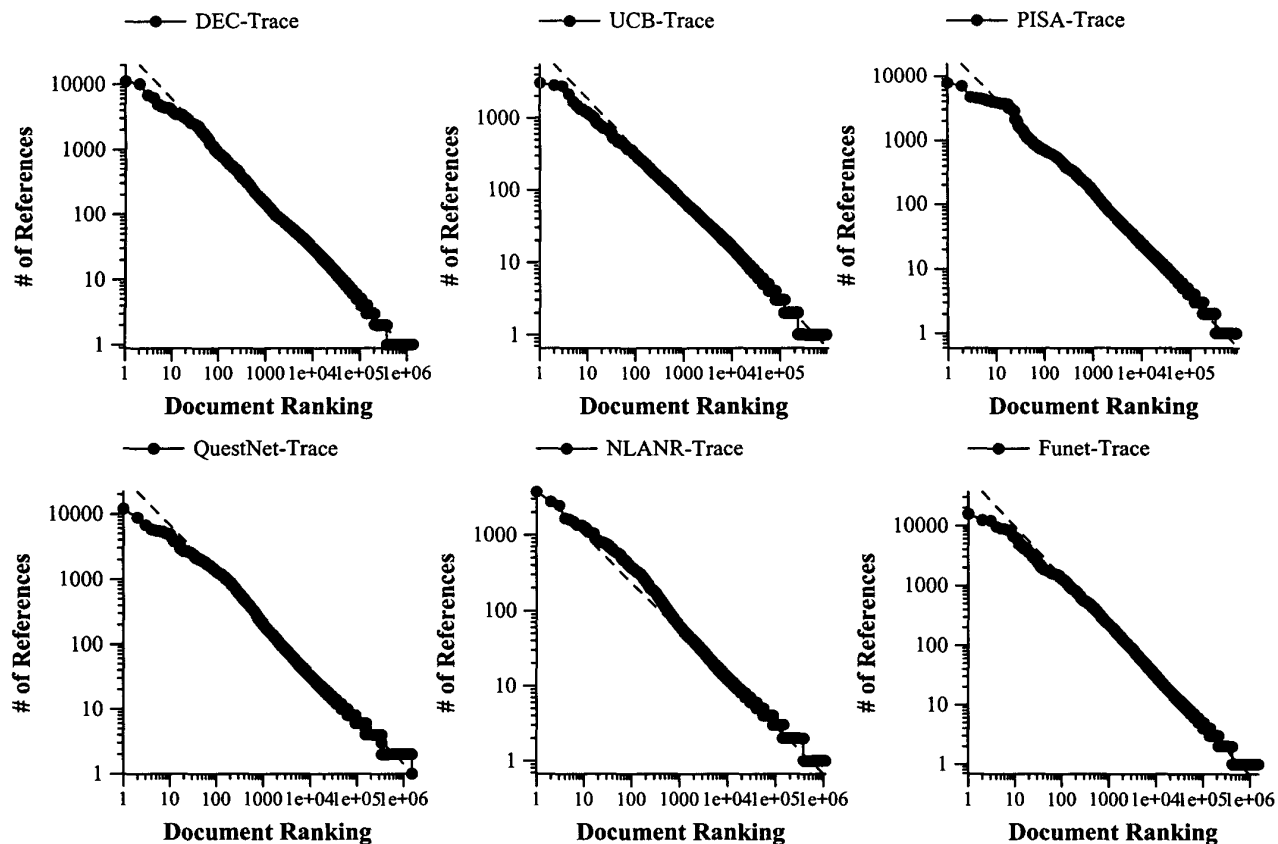 DEC-Trace
# of References
10000
1000
100
10
1
1 10 100 1000 1e+04 1e+05 1e+06
Document Ranking
UCB-Trace
# of References
1000
100
10
1
1 10 100 1000 1e+04 1e+05
Document Ranking
PISA-Trace
# of References
10000
1000
100
10
1
1 10 100 1000 1e+04 1e+05
Document Ranking
QuestNet-Trace
# of References
10000
1000
100
10
1
1 10 100 1000 1e+04 1e+05 1e+06
Document Ranking
NLANR-Trace
# of References
1000
100
10
1
1 10 100 1000 1e+04 1e+05 1e+06
Document Ranking
Funet-Trace
# of References
10000
1000
100
10
1
1 10 100 1000 1e+04 1e+05 1e+06
Document Ranking